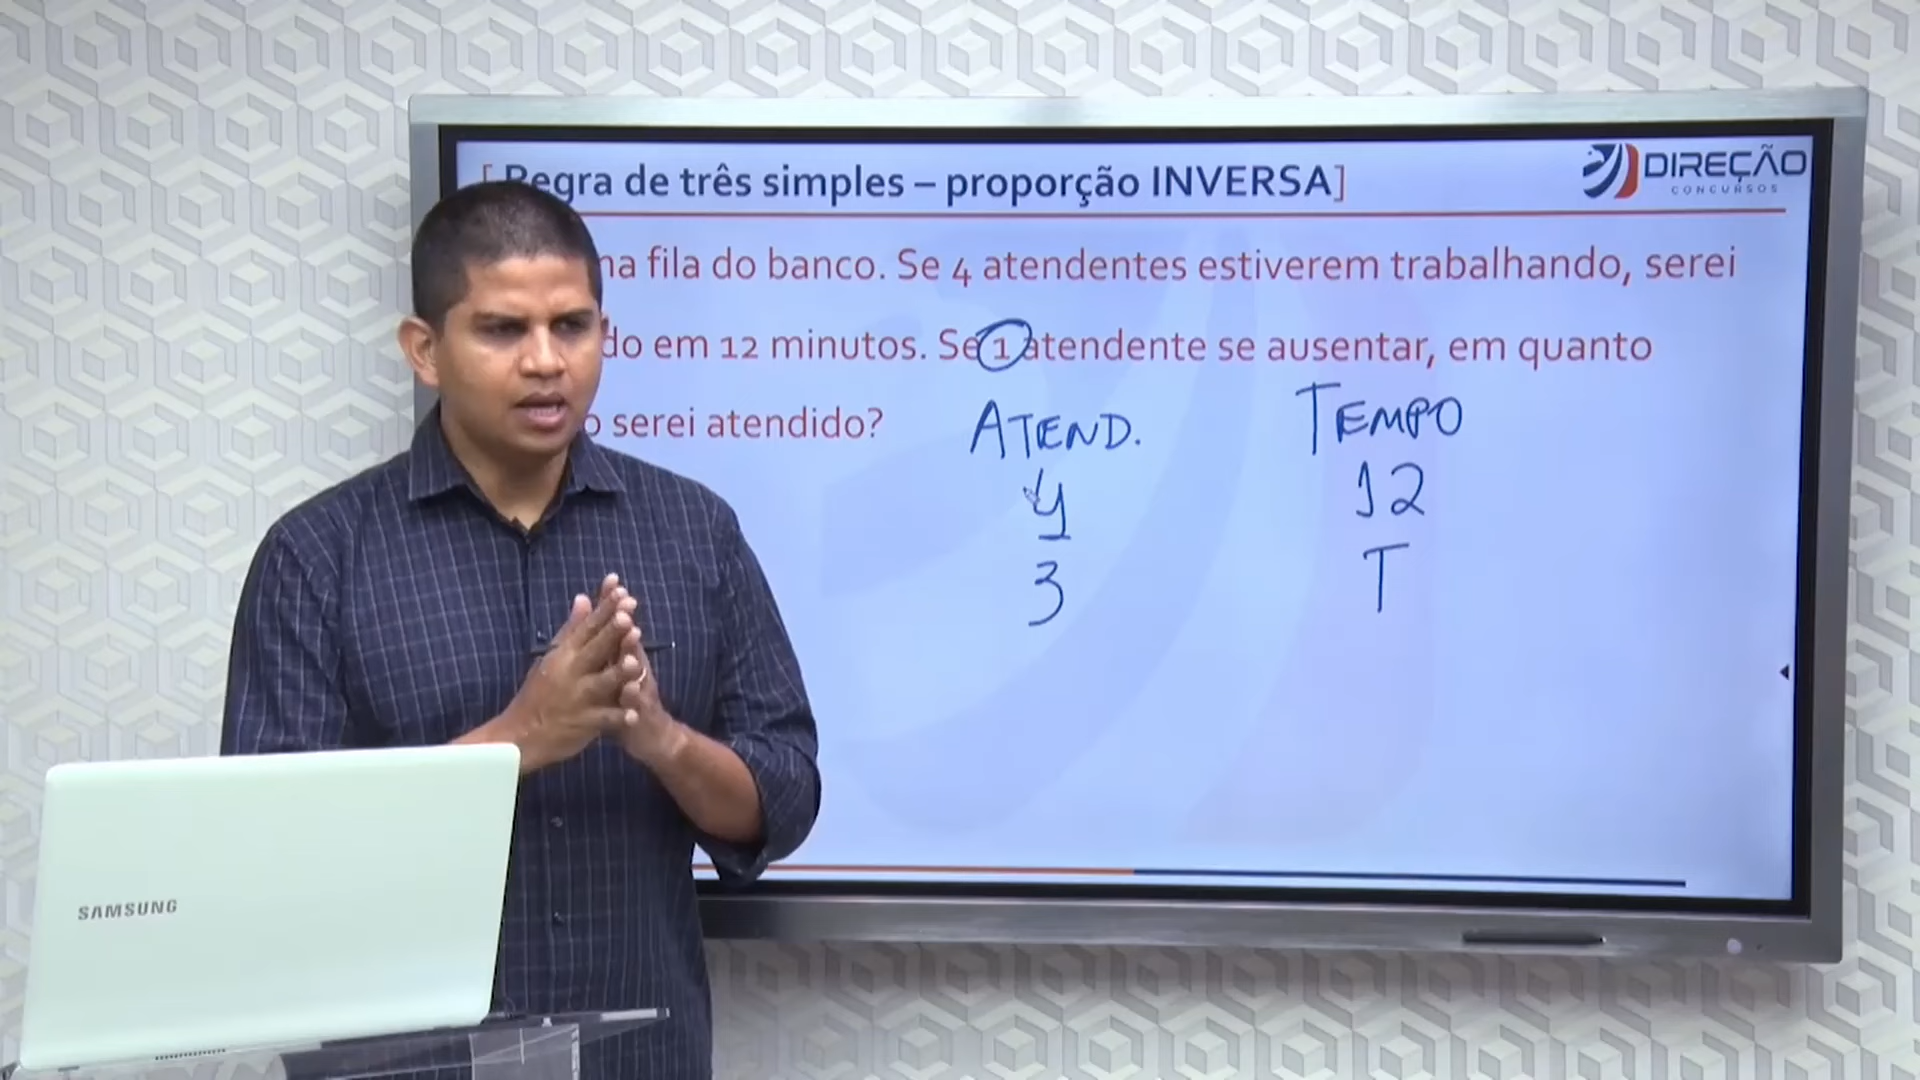 [ Regra de três simples – proporção INVERSA]
DIREÇÃO
CONCURSOS
na fila do banco. Se 4 atendentes estiverem trabalhando, serei
do em 12 minutos. Se 1 atendente se ausentar, em quanto
o serei atendido?
ATEND. TEMPO
4 12
3 T
SAMSUNG